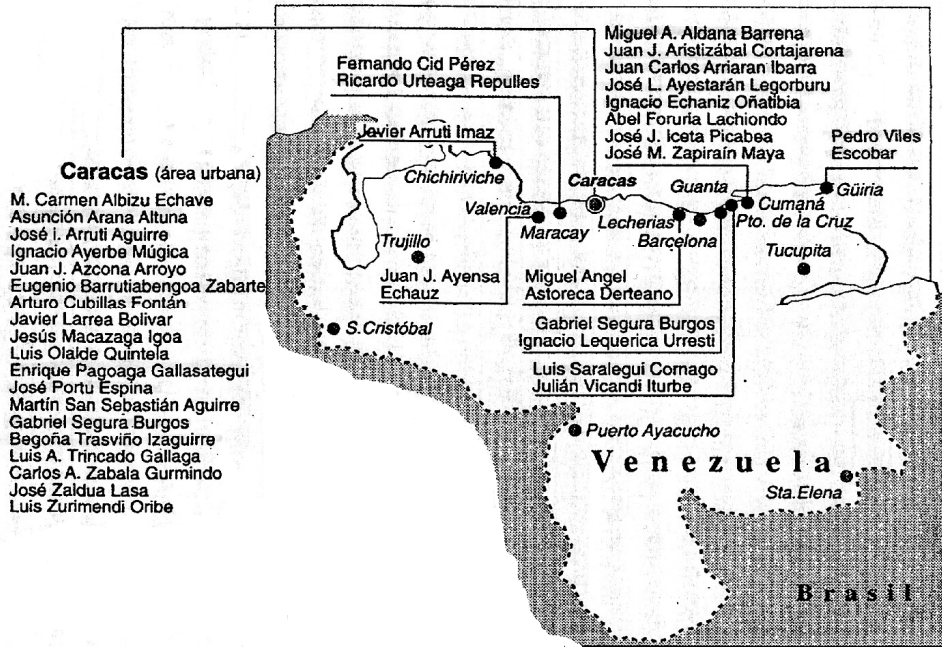 Miguel A. Aldana Barrena
Juan J. Aristizábal Cortajarena
Juan Carlos Arriaran Ibarra
José L. Ayestarán Legorburu
Ignacio Echaniz Oñatibia
Abel Foruria Lachiondo
José J. Iceta Picabea
José M. Zapiraín Maya
Fernando Cid Pérez
Ricardo Urteaga Repulles
Javier Arruti Imaz
Pedro Viles
Escobar
Caracas (área urbana)
M. Carmen Albizu Echave
Asunción Arana Altuna
José i. Arruti Aguirre
Ignacio Ayerbe Múgica
Juan J. Azcona Arroyo
Eugenio Barrutiabengoa Zabarte
Arturo Cubillas Fontán
Javier Larrea Bolivar
Jesús Macazaga Igoa
Luis Olalde Quintela
Enrique Pagoaga Gallasategui
José Portu Espina
Martín San Sebastián Aguirre
Gabriel Segura Burgos
Begoña Trasviño Izaguirre
Luis A. Trincado Gallaga
Carlos A. Zabala Gurmindo
José Zaldua Lasa
Luis Zurimendi Oribe
Chichiriviche
Caracas
Guanta
Güiria
Valencia
Maracay
Lecherias
Cumaná
Barcelona
Pto. de la Cruz
Trujillo
Tucupita
Juan J. Ayensa
Echauz
Miguel Angel
Astoreca Derteano
S.Cristóbal
Gabriel Segura Burgos
Ignacio Lequerica Urresti
Luis Saralegui Cornago
Julián Vicandi Iturbe
Puerto Ayacucho
Venezuela
Sta.Elena
Brasil